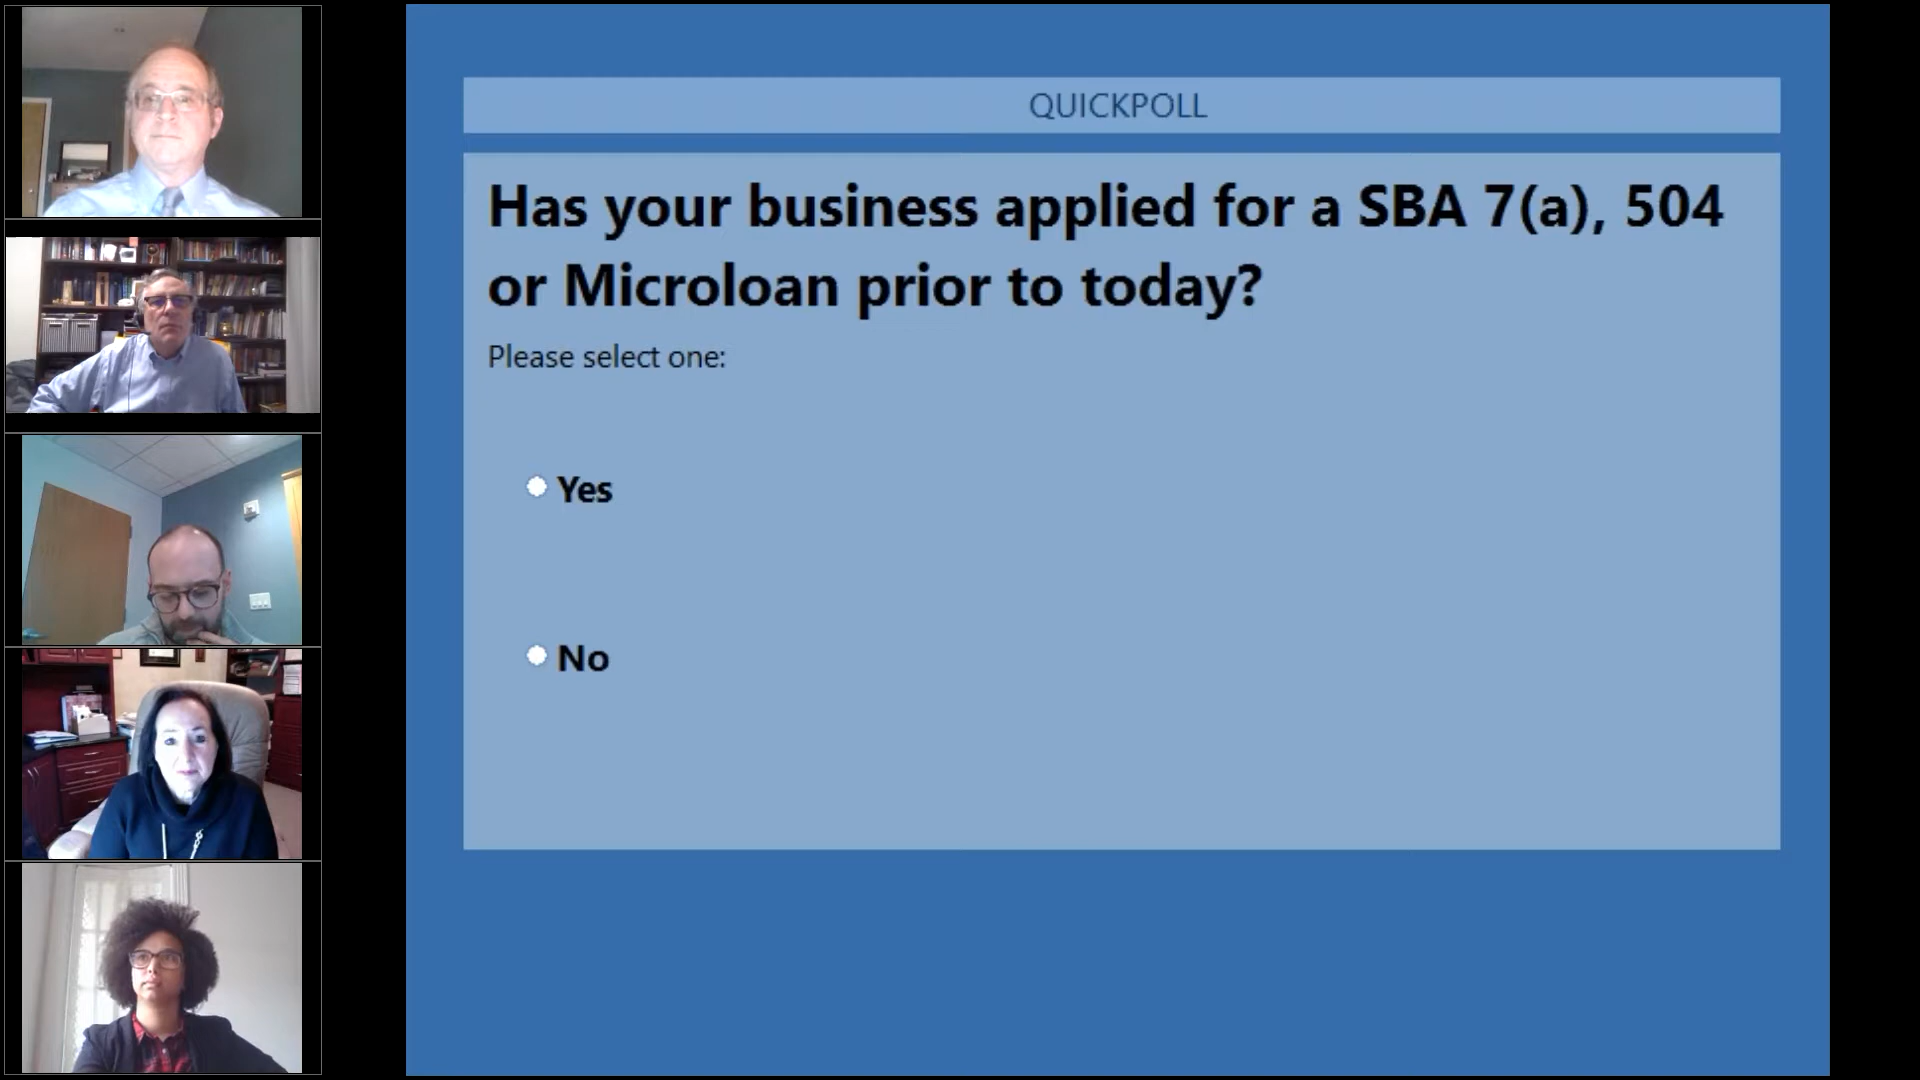 QUICKPOLL
Has your business applied for a SBA 7(a), 504
or Microloan prior to today?
Please select one:
Yes
No